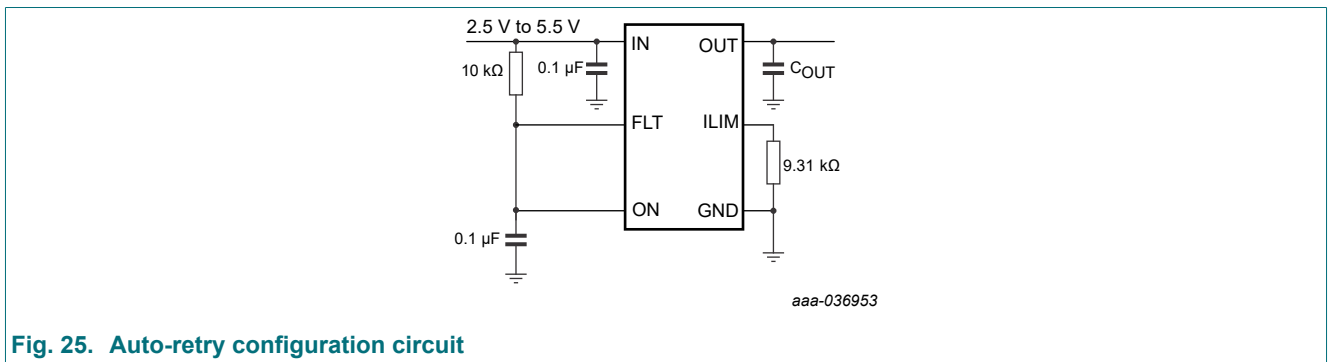 2.5 V to 5.5 V
IN
OUT
10 kΩ
0.1 µF
COUT
FLT
ILIM
9.31 kΩ
ON
GND
0.1 µF
aaa-036953
Fig. 25. Auto-retry configuration circuit